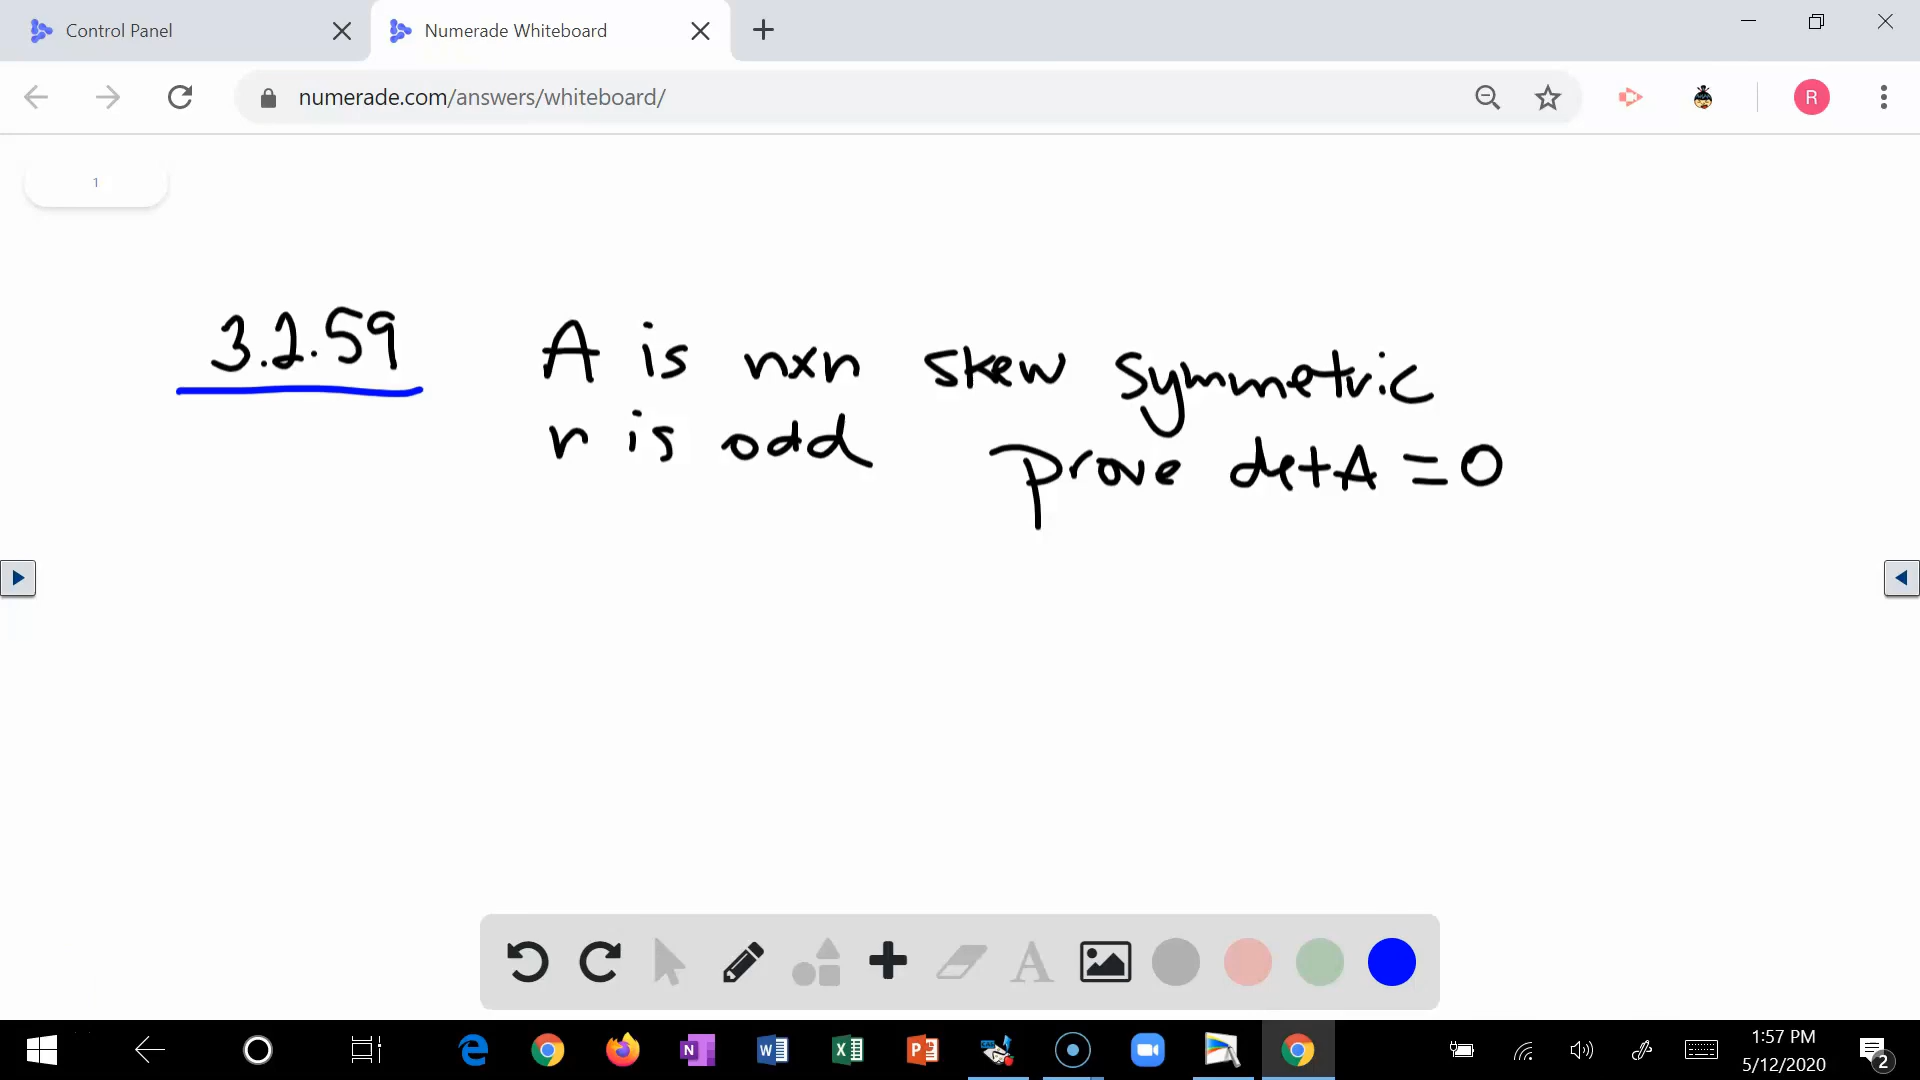 Control Panel
Numerade Whiteboard
numerade.com/answers/whiteboard/
R
1
3.2.59 A is nxn skew symmetric
n is odd prove detA = 0
A
1:57 PM
5/12/2020
2